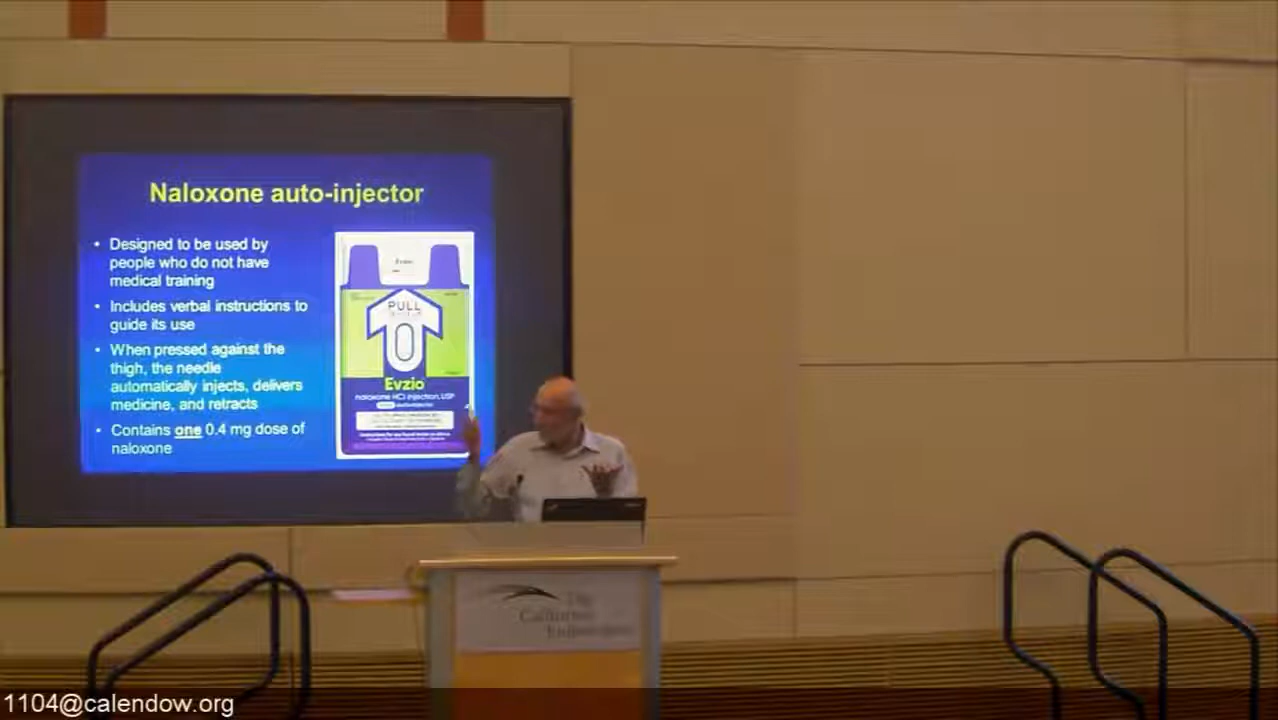 Naloxone auto-injector
• Designed to be used by
people who do not have
medical training
• Includes verbal instructions to
guide its use
• When pressed against the
thigh, the needle
automatically injects, delivers
medicine, and retracts
• Contains one 0.4 mg dose of
naloxone
PULL
Evzio
naloxone HCl injection, USP
The
California
Endowment
1104@calendow.org